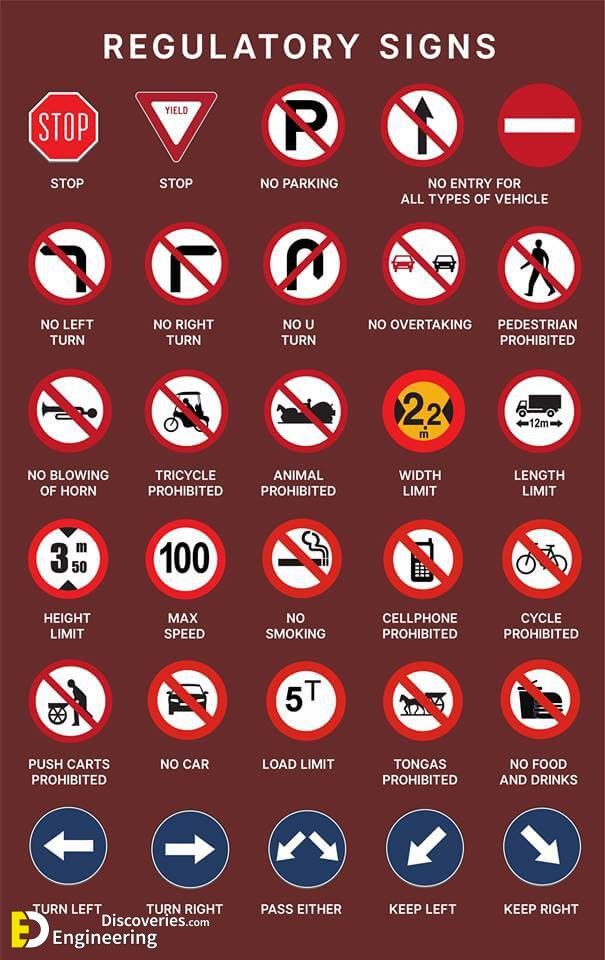 REGULATORY SIGNS
STOP
YIELD
P
STOP
STOP
NO PARKING
NO ENTRY FOR
ALL TYPES OF VEHICLE
NO LEFT
TURN
NO RIGHT
TURN
NO U
TURN
NO OVERTAKING
PEDESTRIAN
PROHIBITED
2.2
m
12m
NO BLOWING
OF HORN
TRICYCLE
PROHIBITED
ANIMAL
PROHIBITED
WIDTH
LIMIT
LENGTH
LIMIT
3 m 50
100
HEIGHT
LIMIT
MAX
SPEED
NO
SMOKING
CELLPHONE
PROHIBITED
CYCLE
PROHIBITED
5T
PUSH CARTS
PROHIBITED
NO CAR
LOAD LIMIT
TONGAS
PROHIBITED
NO FOOD
AND DRINKS
TURN LEFT
TURN RIGHT
PASS EITHER
KEEP LEFT
KEEP RIGHT
ED
Discoveries.com
Engineering